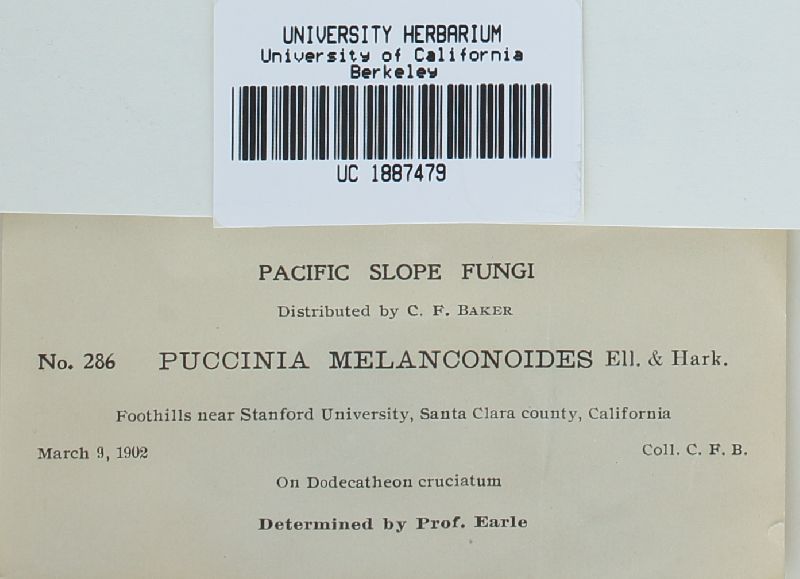 UNIVERSITY HERBARIUM
University of California
Berkeley
UC 1887479
PACIFIC SLOPE FUNGI
Distributed by C. F. BAKER
No. 286 PUCCINIA MELANCONOIDES Ell. & Hark.
Foothills near Stanford University, Santa Clara county, California
March 9, 1902 Coll. C. F. B.
On Dodecatheon cruciatum
Determined by Prof. Earle